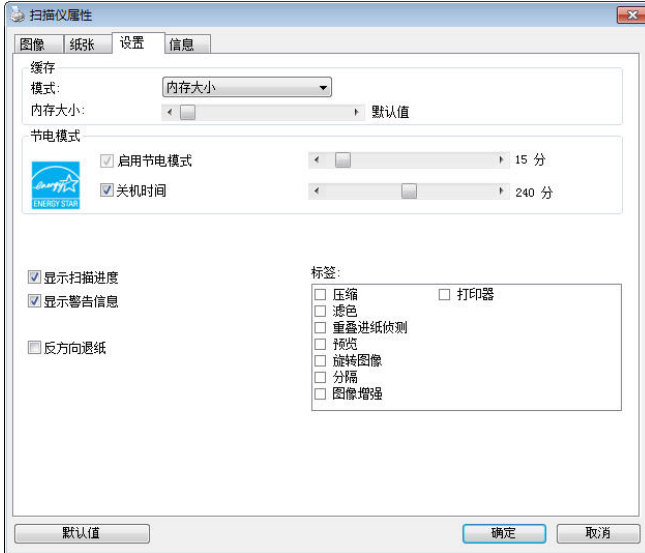 扫描仪属性
图像 纸张 设置 信息
缓存
模式: 内存大小
内存大小: 默认值
节电模式
energy
ENERGY STAR
启用节电模式 15 分
关机时间 240 分
显示扫描进度
显示警告信息
反方向退纸
标签:
压缩 打印器
滤色
重叠进纸侦测
预览
旋转图像
分隔
图像增强
默认值 确定 取消